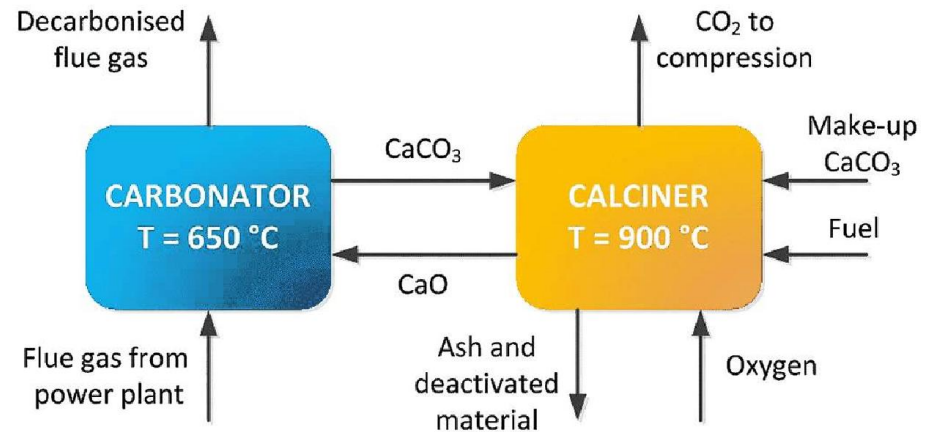 Decarbonised
flue gas
CO₂ to
compression
CaCO₃
Make-up
CaCO₃
CARBONATOR
T = 650 °C
CALCINER
T = 900 °C
Fuel
CaO
Flue gas from
power plant
Ash and
deactivated
material
Oxygen